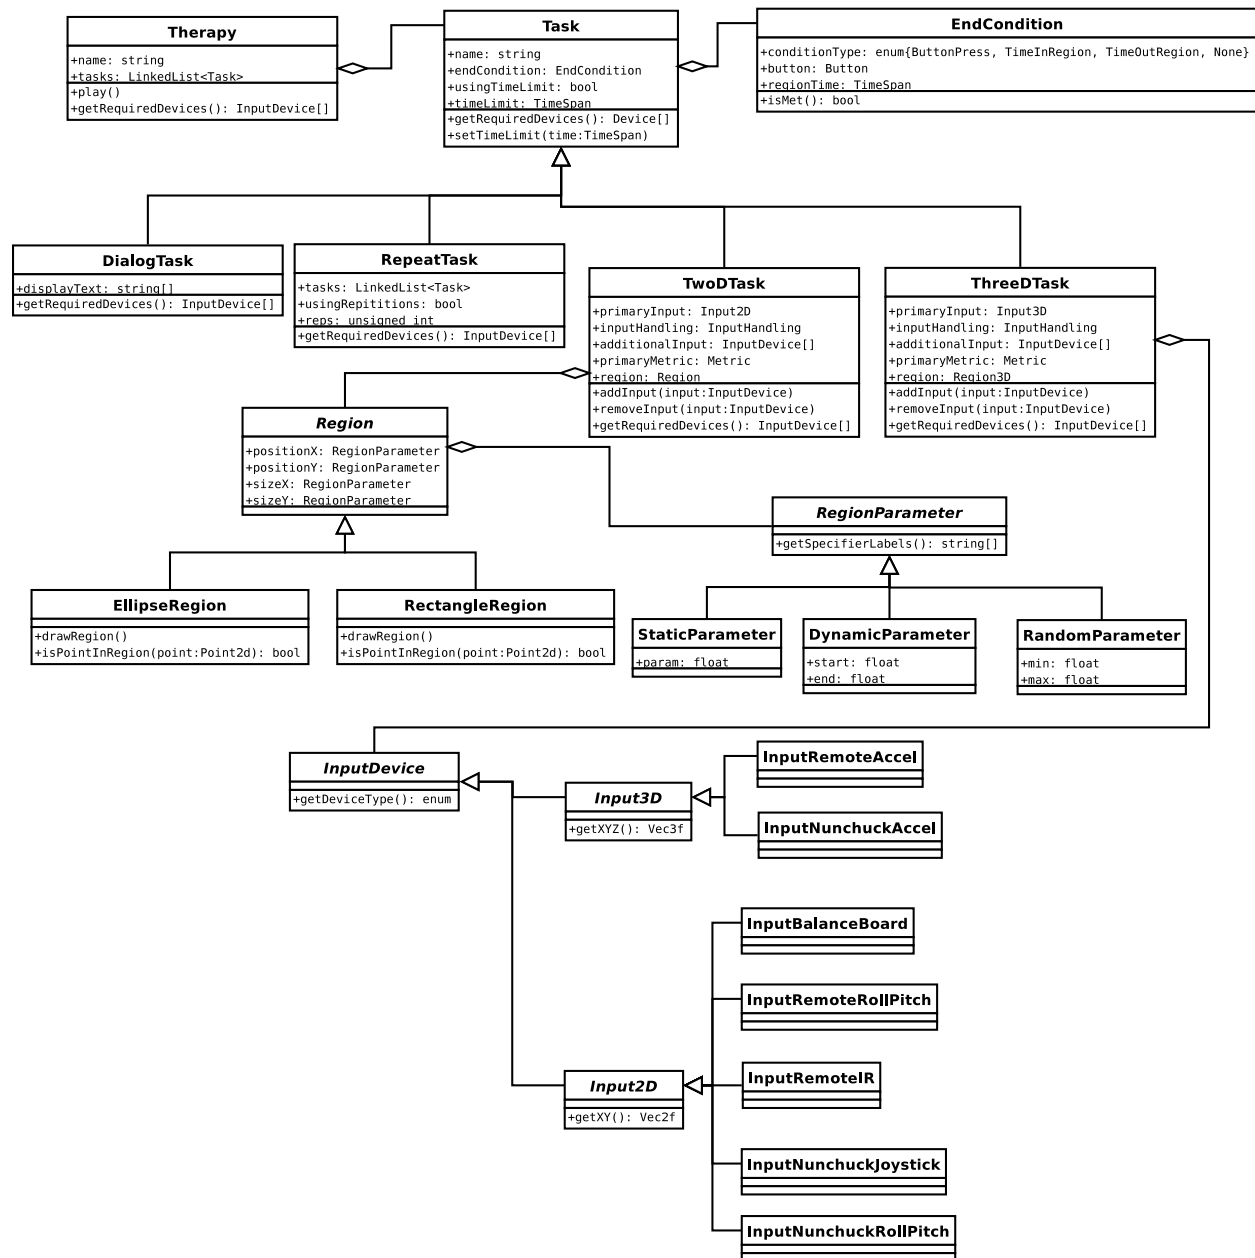 Therapy
+name: string
+tasks: LinkedList<Task>
+play()
+getRequiredDevices(): InputDevice[]
Task
+name: string
+endCondition: EndCondition
+usingTimeLimit: bool
+timeLimit: TimeSpan
+getRequiredDevices(): Device[]
+setTimeLimit(time:TimeSpan)
EndCondition
+conditionType: enum{ButtonPress, TimeInRegion, TimeOutRegion, None}
+button: Button
+regionTime: TimeSpan
+isMet(): bool
DialogTask
+displayText: string[]
+getRequiredDevices(): InputDevice[]
RepeatTask
+tasks: LinkedList<Task>
+usingRepititions: bool
+reps: unsigned int
+getRequiredDevices(): InputDevice[]
TwoDTask
+primaryInput: Input2D
+inputHandling: InputHandling
+additionalInput: InputDevice[]
+primaryMetric: Metric
+region: Region
+addInput(input:InputDevice)
+removeInput(input:InputDevice)
+getRequiredDevices(): InputDevice[]
ThreeDTask
+primaryInput: Input3D
+inputHandling: InputHandling
+additionalInput: InputDevice[]
+primaryMetric: Metric
+region: Region3D
+addInput(input:InputDevice)
+removeInput(input:InputDevice)
+getRequiredDevices(): InputDevice[]
Region
+positionX: RegionParameter
+positionY: RegionParameter
+sizeX: RegionParameter
+sizeY: RegionParameter
RegionParameter
+getSpecifierLabels(): string[]
EllipseRegion
+drawRegion()
+isPointInRegion(point:Point2d): bool
RectangleRegion
+drawRegion()
+isPointInRegion(point:Point2d): bool
StaticParameter
+param: float
DynamicParameter
+start: float
+end: float
RandomParameter
+min: float
+max: float
InputDevice
+getDeviceType(): enum
Input3D
+getXYZ(): Vec3f
InputRemoteAccel
InputNunchuckAccel
InputBalanceBoard
InputRemoteRollPitch
InputRemoteIR
Input2D
+getXY(): Vec2f
InputNunchuckJoystick
InputNunchuckRollPitch